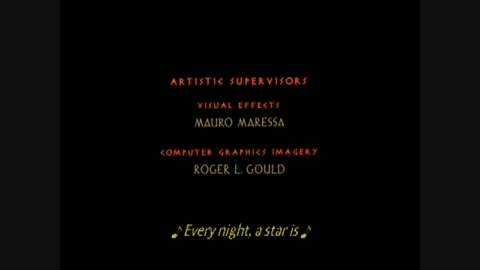 ARTISTIC SUPERVISORS
VISUAL EFFECTS
MAURO MARESSA
COMPUTER GRAPHICS IMAGERY
ROGER L. GOULD
♪ Every night, a star is ♪